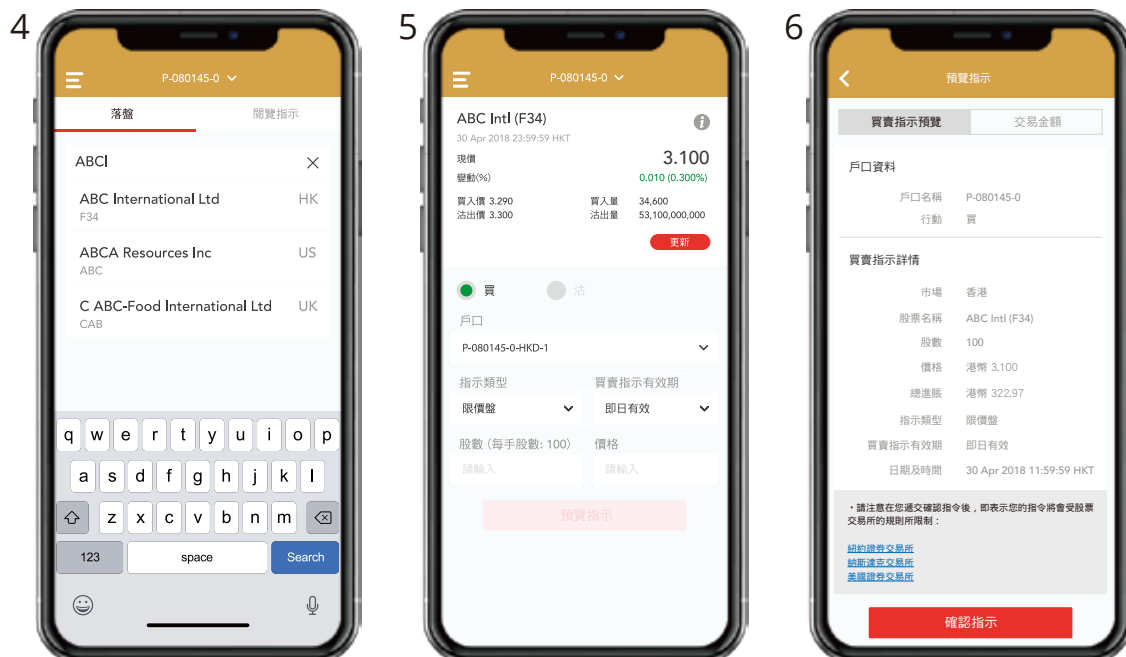 4
P-080145-0
落盤 閱覽指示
ABC
ABC International Ltd HK
F34
ABCA Resources Inc US
ABC
C ABC-Food International Ltd UK
CAB
q w e r t y u i o p
a s d f g h j k l
z x c v b n m
123 space Search
5
P-080145-0
ABC Intl (F34)
30 Apr 2018 23:59:59 HKT
現價 3.100
變動(%) 0.010 (0.300%)
買入價 3.290 買入量 34,600
沽出價 3.300 沽出量 53,100,000,000
更新
買 沽
戶口
P-080145-0-HKD-1
指示類型 買賣指示有效期
限價盤 即日有效
股數 (每手股數: 100) 價格
請輸入 請輸入
預覽指示
6
預覽指示
買賣指示預覽 交易金額
戶口資料
戶口名稱 P-080145-0
行動 買
買賣指示詳情
市場 香港
股票名稱 ABC Intl (F34)
股數 100
價格 港幣 3.100
總進賬 港幣 322.97
指示類型 限價盤
買賣指示有效期 即日有效
日期及時間 30 Apr 2018 11:59:59 HKT
・請注意在您遞交確認指令後，即表示您的指令將會受股票
交易所的規則所限制：
紐約證券交易所
納斯達克交易所
美國證券交易所
確認指示